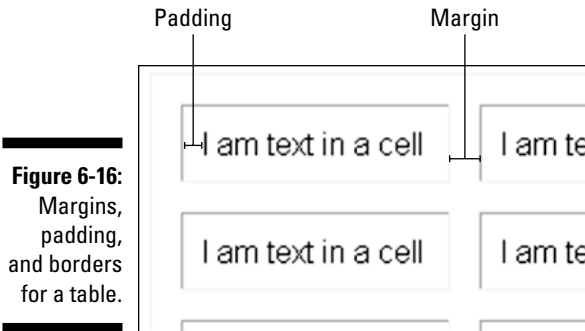 Padding Margin
I am text in a cell I am te
Figure 6-16:
Margins,
padding,
and borders
for a table.
I am text in a cell I am te